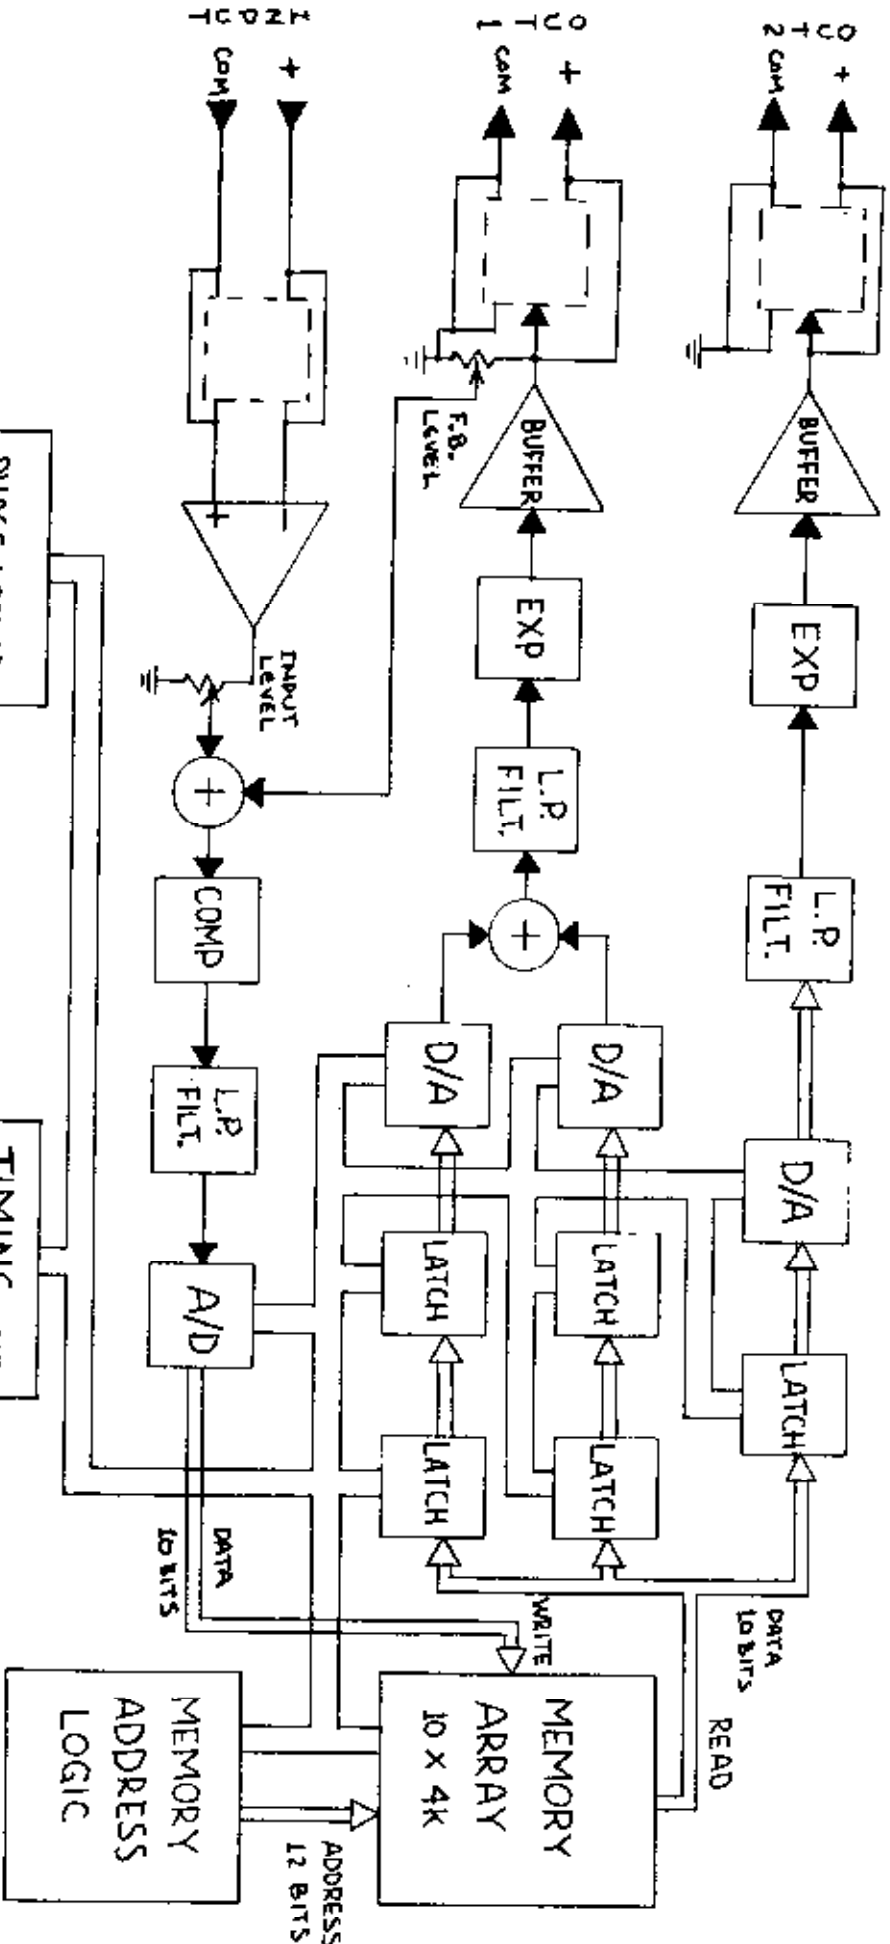 OUT
2
+
COM
BUFFER
EXP
L.P.
FILT.
D/A
LATCH
DATA
10 BITS
READ
OUT
1
+
COM
F.B.
LEVEL
BUFFER
EXP
L.P.
FILT.
+
D/A
LATCH
LATCH
D/A
LATCH
LATCH
WRITE
MEMORY
ARRAY
10 X 4K
INPUT
+
COM
+
INPUT
LEVEL
+
COMP
L.P.
FILT.
A/D
DATA
10 BITS
ADDRESS
12 BITS
MEMORY
ADDRESS
LOGIC